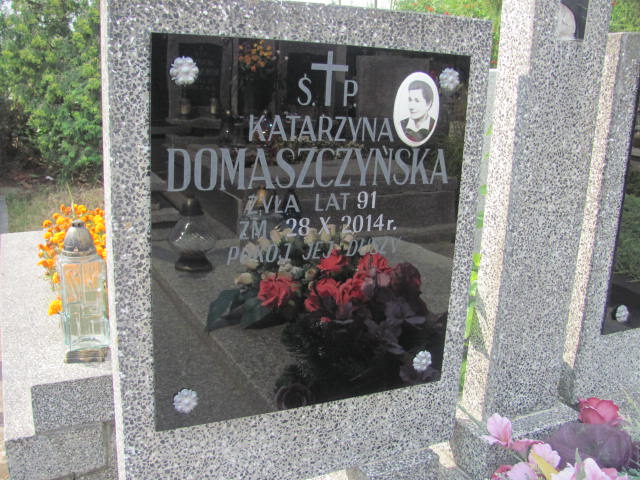 Ś.†P
KATARZYNA
DOMASZCZYŃSKA
ŻYŁA LAT 91
ZM. 28 X 2014 r.
POKÓJ JEJ DUSZY